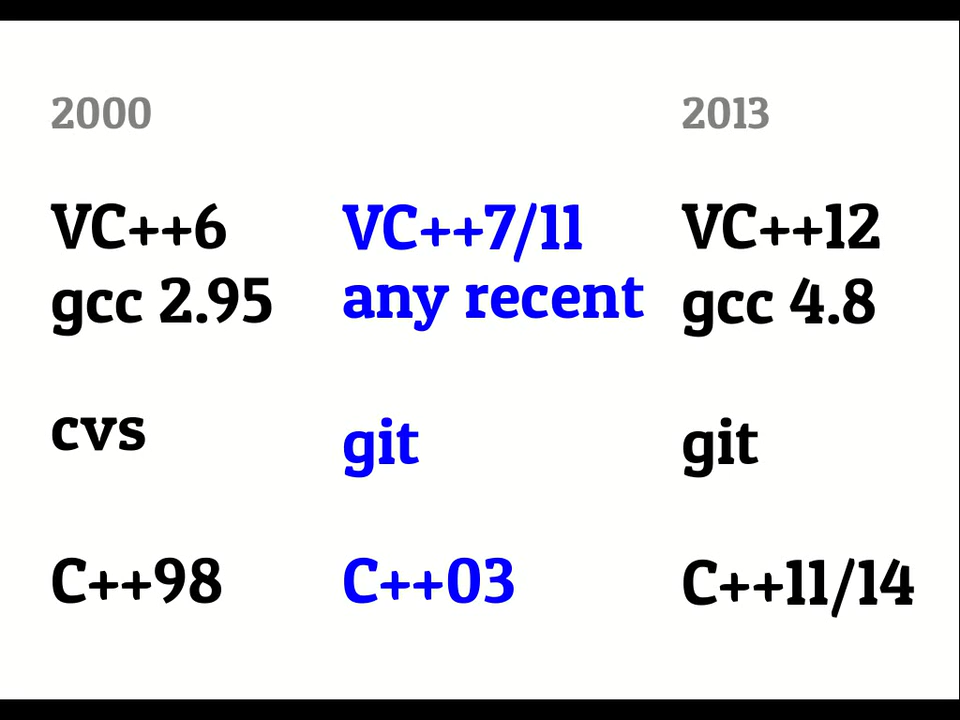 2000 2013
VC++6 VC++7/11 VC++12
gcc 2.95 any recent gcc 4.8
cvs git git
C++98 C++03 C++11/14